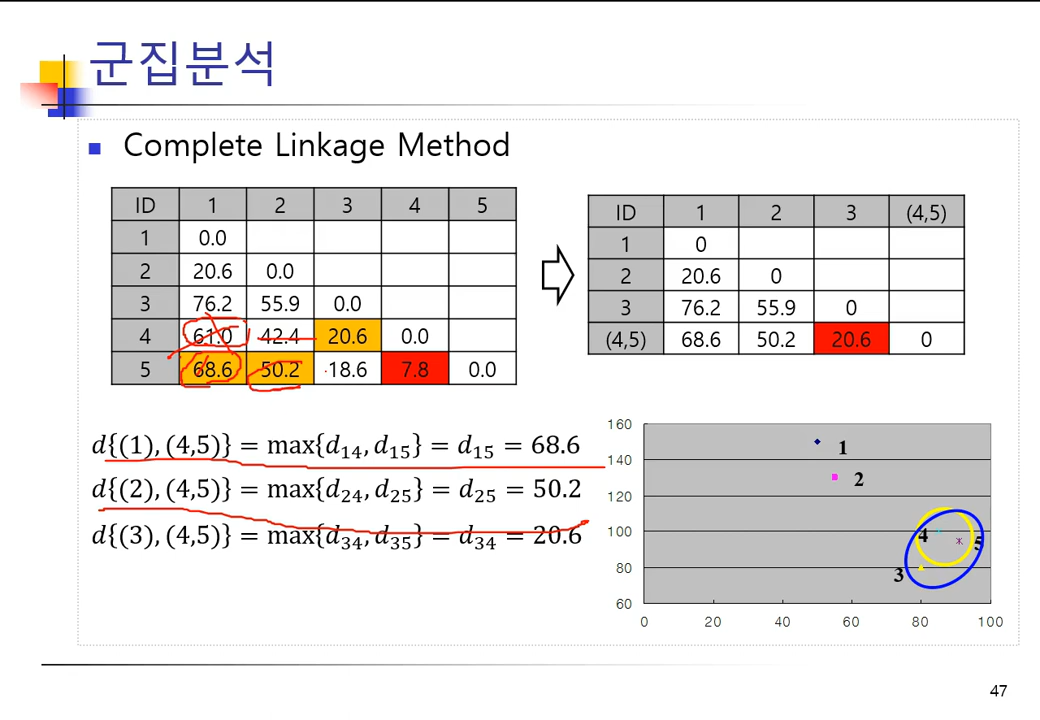 군집분석
Complete Linkage Method
ID 1 2 3 4 5
1 0.0
2 20.6 0.0
3 76.2 55.9 0.0
4 61.0 42.4 20.6 0.0
5 68.6 50.2 18.6 7.8 0.0
ID 1 2 3 (4,5)
1 0
2 20.6 0
3 76.2 55.9 0
(4,5) 68.6 50.2 20.6 0
d{(1), (4,5)} = max{d₁₄, d₁₅} = d₁₅ = 68.6
d{(2), (4,5)} = max{d₂₄, d₂₅} = d₂₅ = 50.2
d{(3), (4,5)} = max{d₃₄, d₃₅} = d₃₄ = 20.6
160
140
120
100
80
60
0 20 40 60 80 100
1
2
4
5
3
47